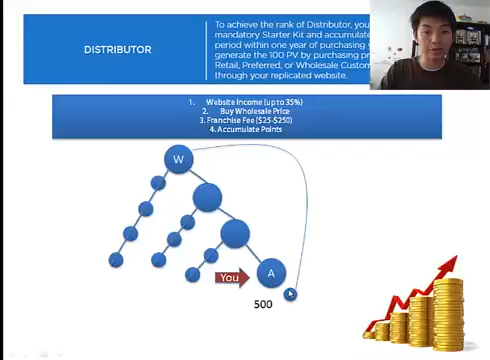 DISTRIBUTOR
To achieve the rank of Distributor, you
mandatory Starter Kit and accumulate
period within one year of purchasing
generate the 100 PV by purchasing
Retail, Preferred, or Wholesale Custom
through your replicated website.
1. Website Income (up to 35%)
2. Buy Wholesale Price
3. Franchise Fee ($25-$250)
4. Accumulate Points
W
You
A
500